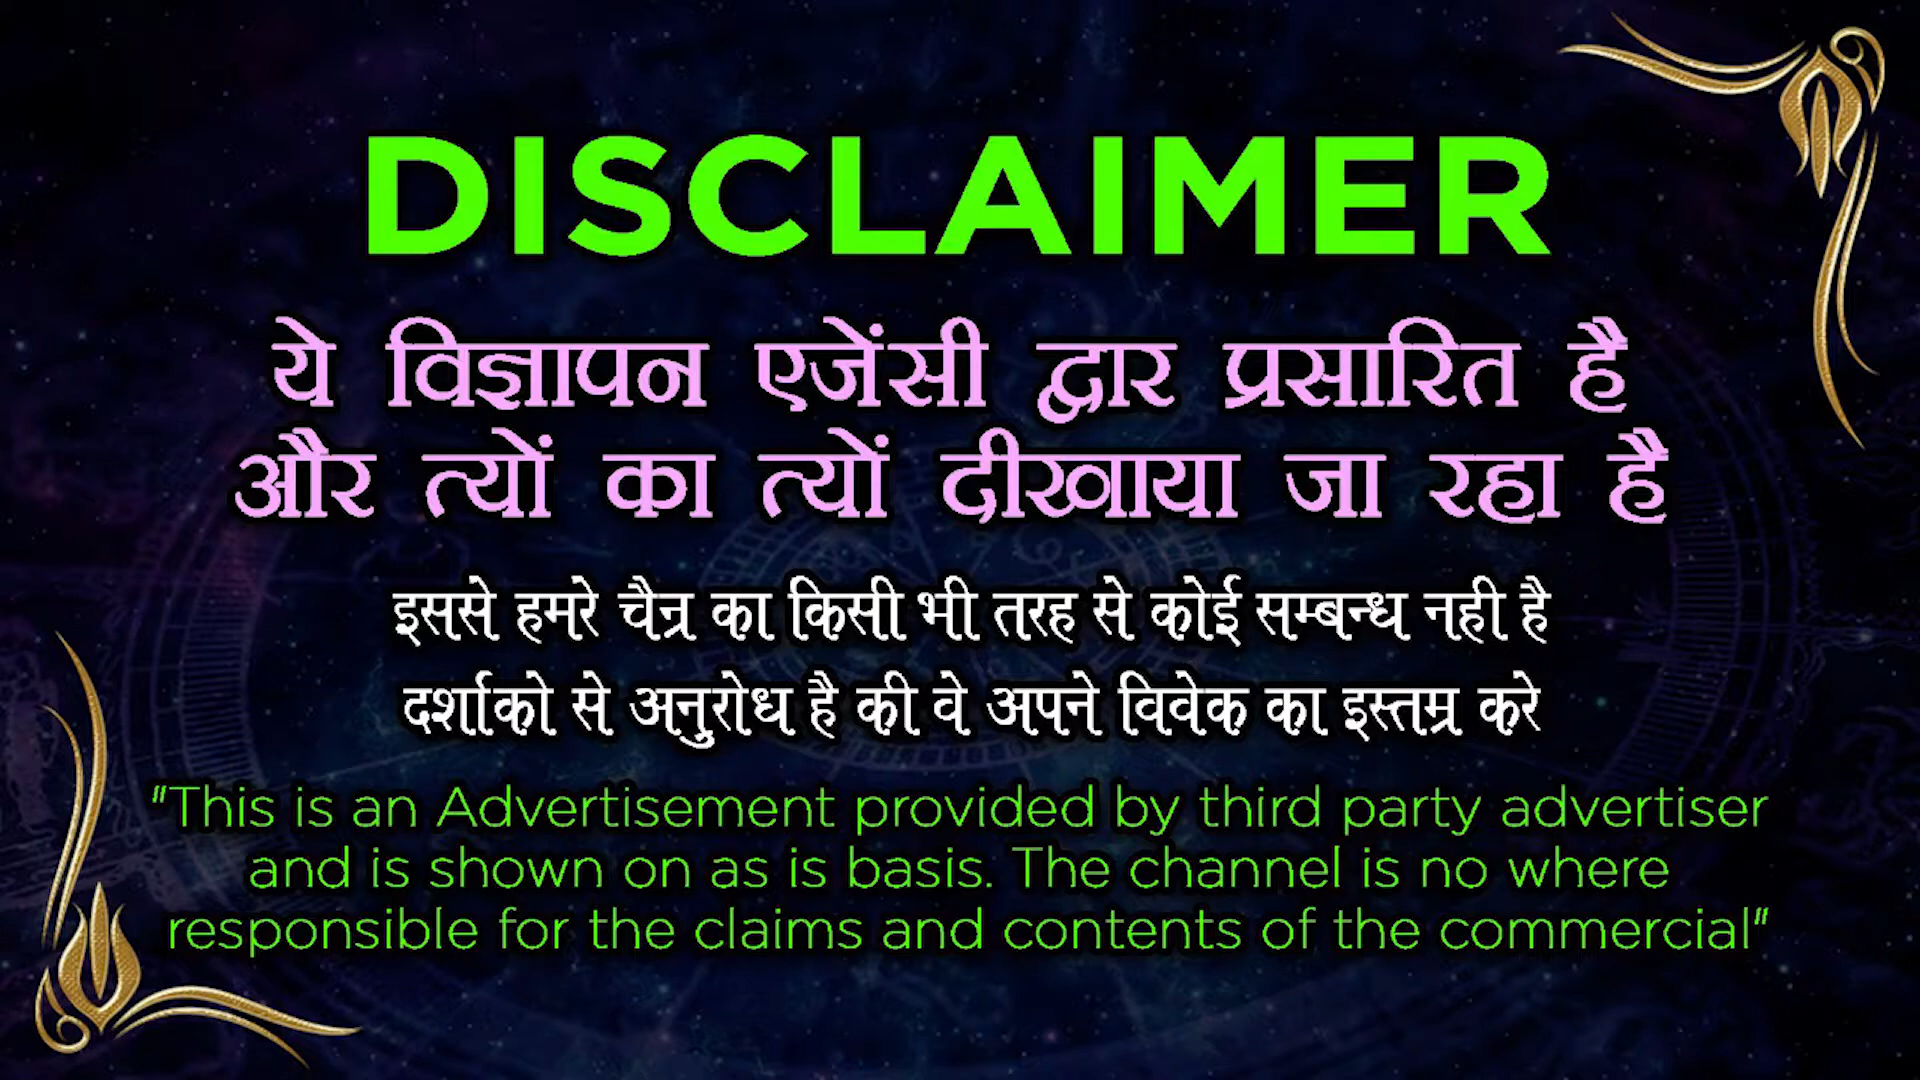 DISCLAIMER
ये विज्ञापन एजेंसी द्वार प्रसारित है
और त्यों का त्यों दीखाया जा रहा है
इससे हमरे चैन्र का किसी भी तरह से कोई सम्बन्ध नही है
दर्शाको से अनुरोध है की वे अपने विवेक का इस्तम्र करे
"This is an Advertisement provided by third party advertiser
and is shown on as is basis. The channel is no where
responsible for the claims and contents of the commercial"